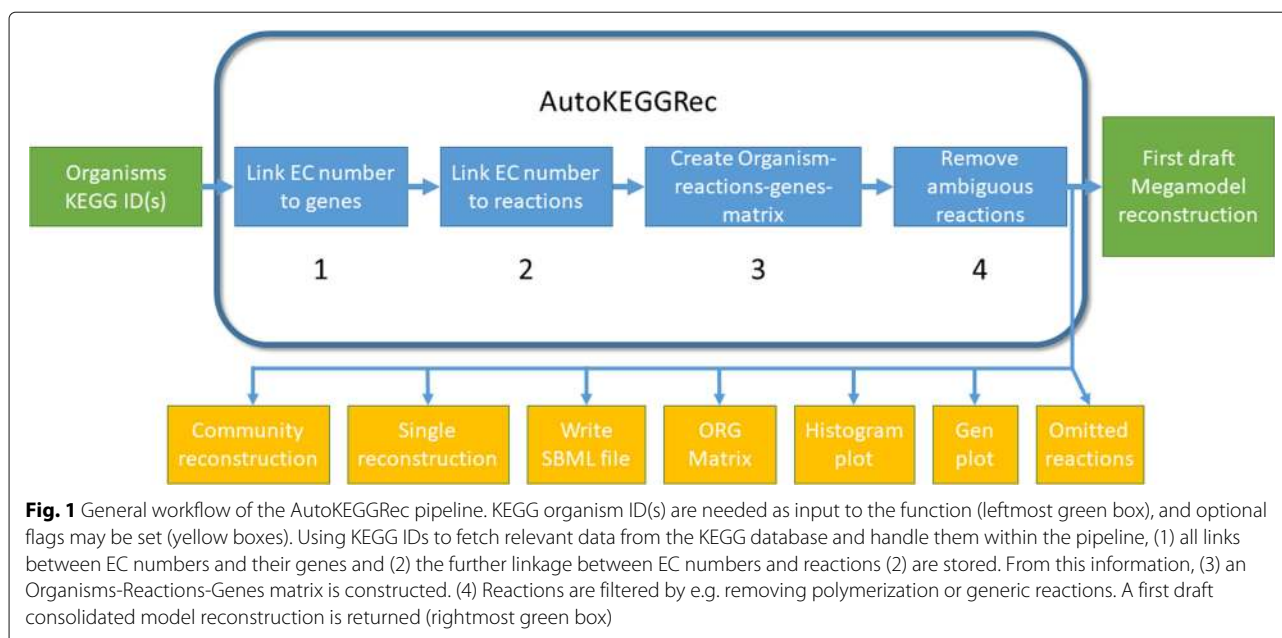 AutoKEGGRec
Organisms
KEGG ID(s)
Link EC number
to genes
Link EC number
to reactions
Create Organism-
reactions-genes-
matrix
Remove
ambiguous
reactions
First draft
Megamodel
reconstruction
1
2
3
4
Community
reconstruction
Single
reconstruction
Write
SBML file
ORG
Matrix
Histogram
plot
Gen
plot
Omitted
reactions
Fig. 1 General workflow of the AutoKEGGRec pipeline. KEGG organism ID(s) are needed as input to the function (leftmost green box), and optional
flags may be set (yellow boxes). Using KEGG IDs to fetch relevant data from the KEGG database and handle them within the pipeline, (1) all links
between EC numbers and their genes and (2) the further linkage between EC numbers and reactions (2) are stored. From this information, (3) an
Organisms-Reactions-Genes matrix is constructed. (4) Reactions are filtered by e.g. removing polymerization or generic reactions. A first draft
consolidated model reconstruction is returned (rightmost green box)